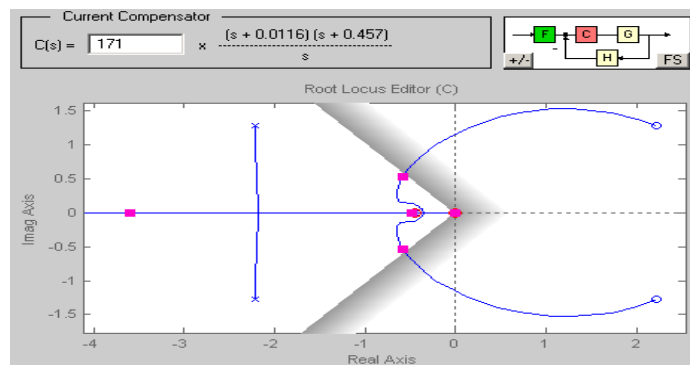 Current Compensator
C(s) = 171 x (s + 0.0116) (s + 0.457)
s
F C G
-
H
+/- FS
Root Locus Editor (C)
1.5
1
0.5
0
-0.5
-1
-1.5
Imag Axis
-4 -3 -2 -1 0 1 2
Real Axis